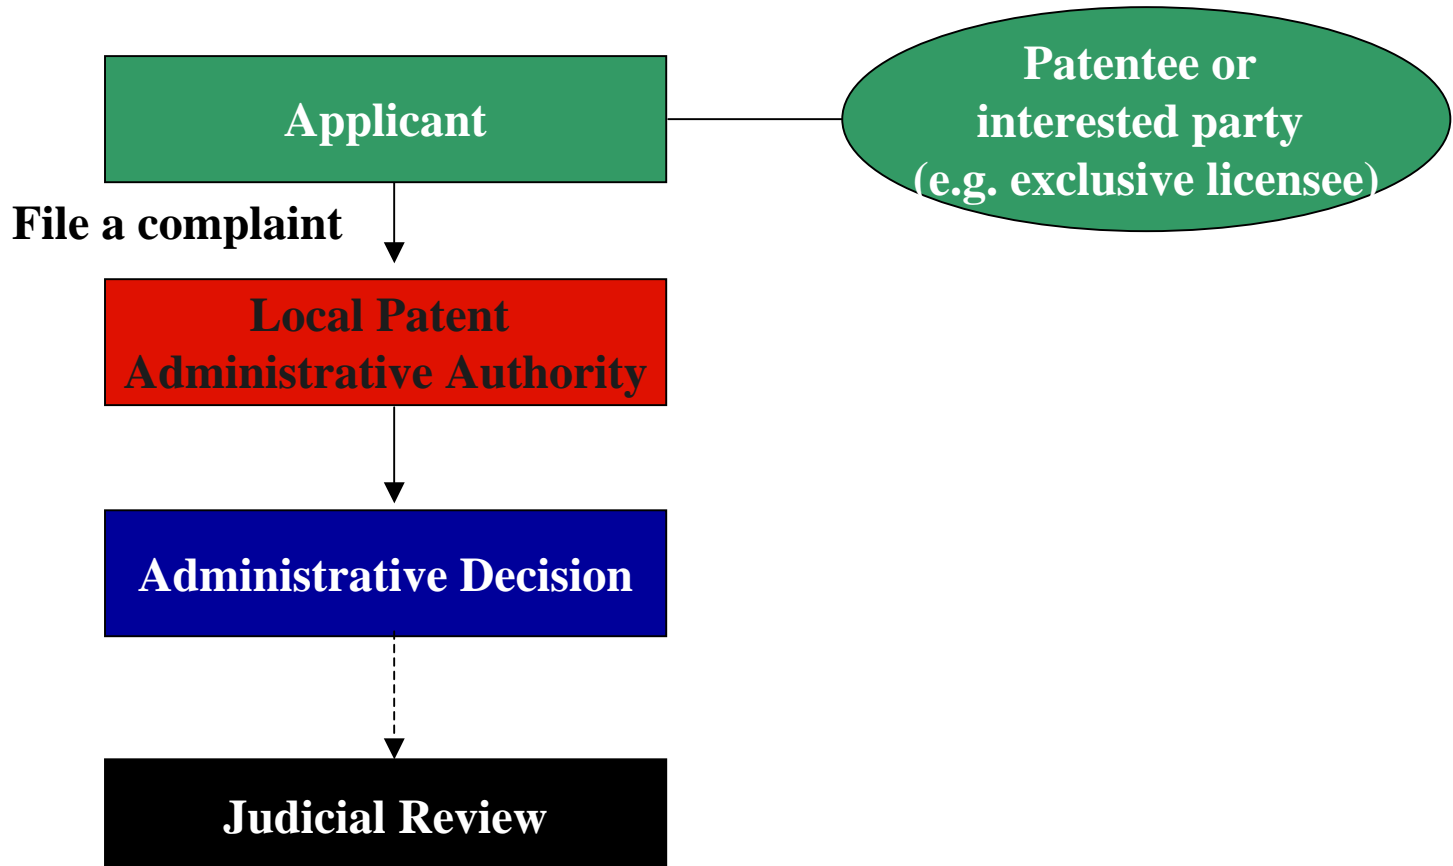 Applicant
Patentee or
interested party
(e.g. exclusive licensee)
File a complaint
Local Patent
Administrative Authority
Administrative Decision
Judicial Review